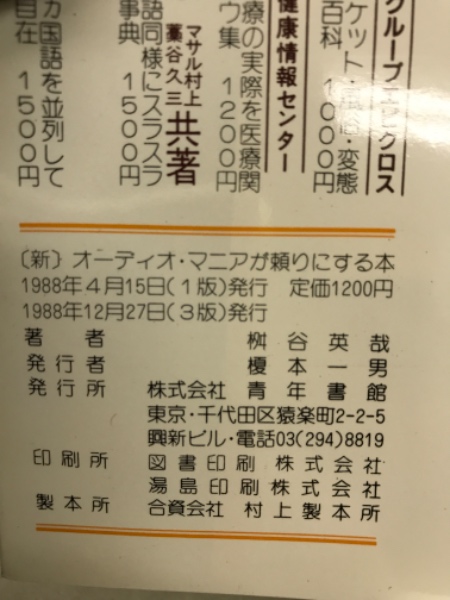 グループ・エゼクロス
ケット・風俗・変態
百科 1000円
健康情報センター
療の実際を医療関
ウ集 1200円
マサル村上
藁谷久三
共著
語同様にスラスラ
事典 1500円
カ国語を並列して
自在 1500円
〔新〕オーディオ・マニアが頼りにする本
1988年4月15日(1版)発行 定価1200円
1988年12月27日(3版)発行
著者 桝谷英哉
発行者 榎本一男
発行所 株式会社 青年書館
東京・千代田区猿楽町2-2-5
興新ビル・電話03(294)8819
印刷所 図書印刷株式会社
湯島印刷株式会社
製本所 合資会社 村上製本所